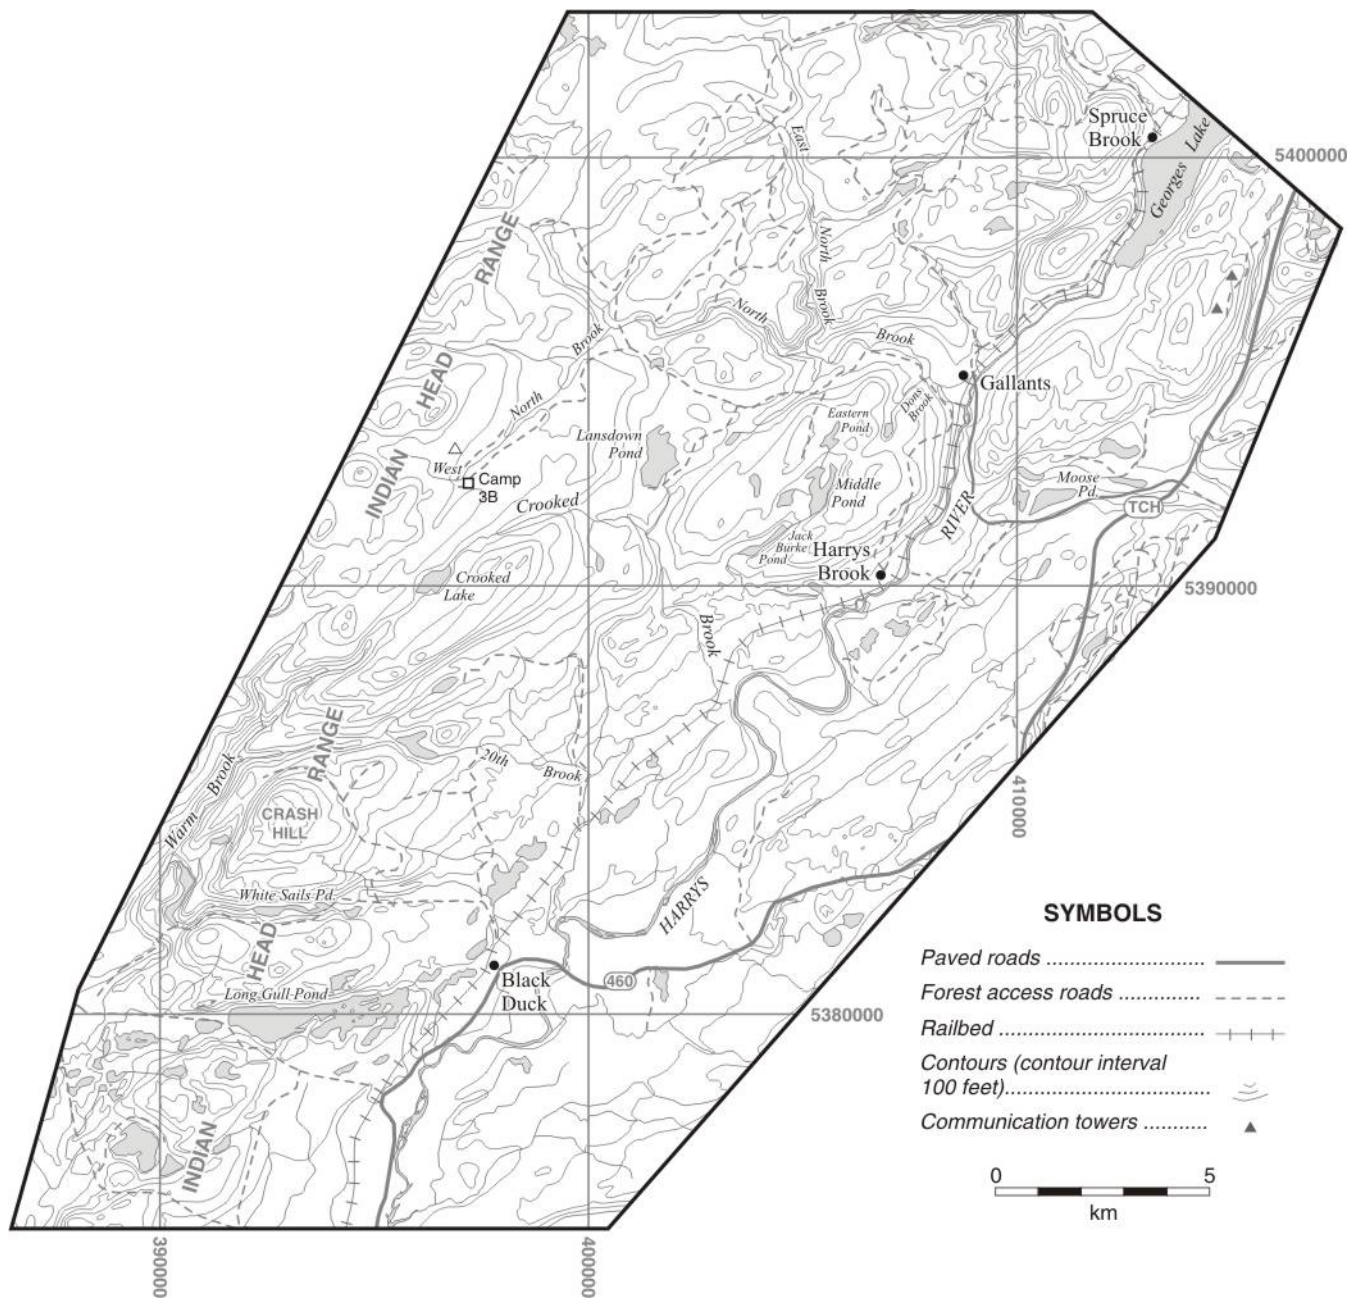 Spruce
Brook
Georges Lake
5400000
East
North
Brook
RANGE
North
Brook
Brook
Gallants
HEAD
North
Dons
Brook
Eastern
Pond
Lansdown
Pond
INDIAN
West
Camp
3B
Crooked
Middle
Pond
Moose
Pd.
TCH
RIVER
Jack
Burke
Pond
Harrys
Brook
Crooked
Lake
5390000
Brook
RANGE
20th
Brook
Warm Brook
CRASH
HILL
410000
White Sails Pd.
HARRYS
HEAD
460
Black
Duck
Long Gull Pond
5380000
INDIAN
3900000
4000000
SYMBOLS
Paved roads ............................
Forest access roads ..............
Railbed ....................................
Contours (contour interval
100 feet)...................................
Communication towers ...........
0 5
km